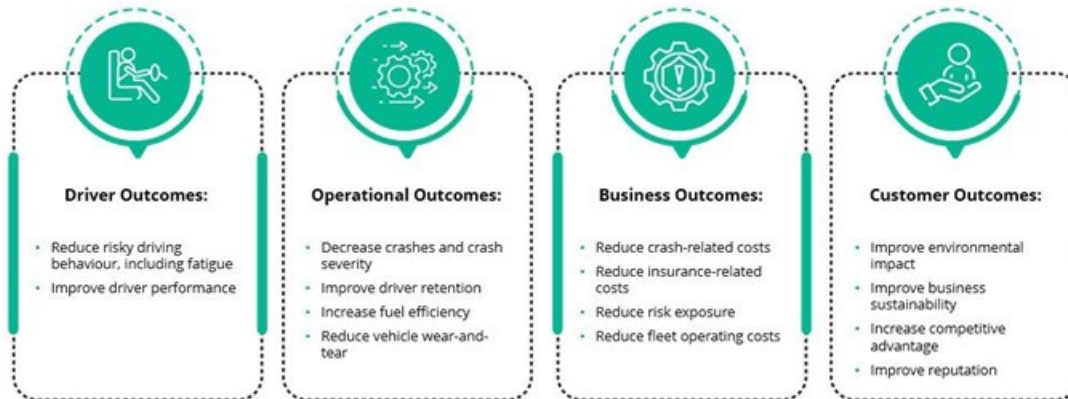 Driver Outcomes:
• Reduce risky driving
behaviour, including fatigue
• Improve driver performance
Operational Outcomes:
• Decrease crashes and crash
severity
• Improve driver retention
• Increase fuel efficiency
• Reduce vehicle wear-and-
tear
Business Outcomes:
• Reduce crash-related costs
• Reduce insurance-related
costs
• Reduce risk exposure
• Reduce fleet operating costs
Customer Outcomes:
• Improve environmental
impact
• Improve business
sustainability
• Increase competitive
advantage
• Improve reputation